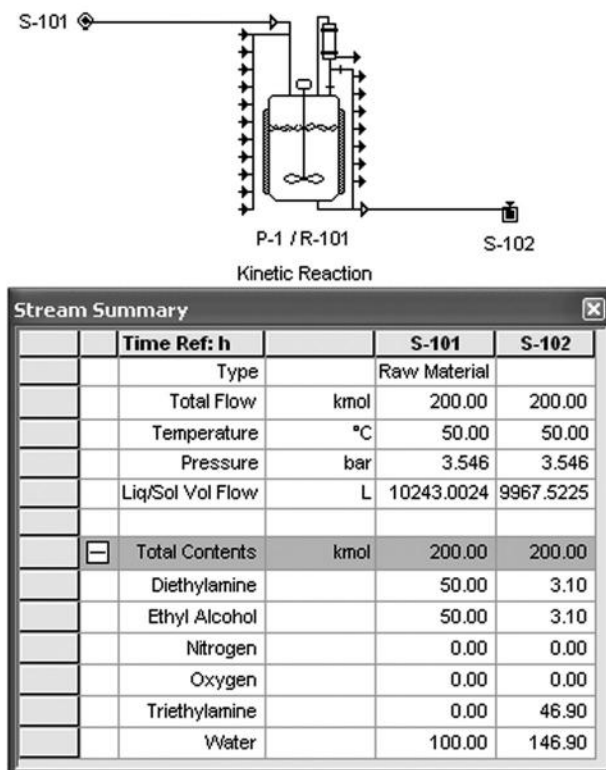 S-101
P-1 / R-101
S-102
Kinetic Reaction
Stream Summary
Time Ref: h S-101 S-102
Type Raw Material
Total Flow kmol 200.00 200.00
Temperature °C 50.00 50.00
Pressure bar 3.546 3.546
Liq/Sol Vol Flow L 10243.0024 9967.5225
Total Contents kmol 200.00 200.00
Diethylamine 50.00 3.10
Ethyl Alcohol 50.00 3.10
Nitrogen 0.00 0.00
Oxygen 0.00 0.00
Triethylamine 0.00 46.90
Water 100.00 146.90